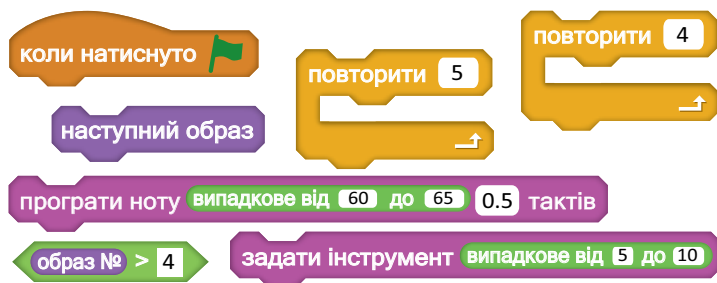 коли натиснуто
повторити 5
повторити 4
наступний образ
програти ноту випадкове від 60 до 65 0.5 тактів
образ № > 4
задати інструмент випадкове від 5 до 10